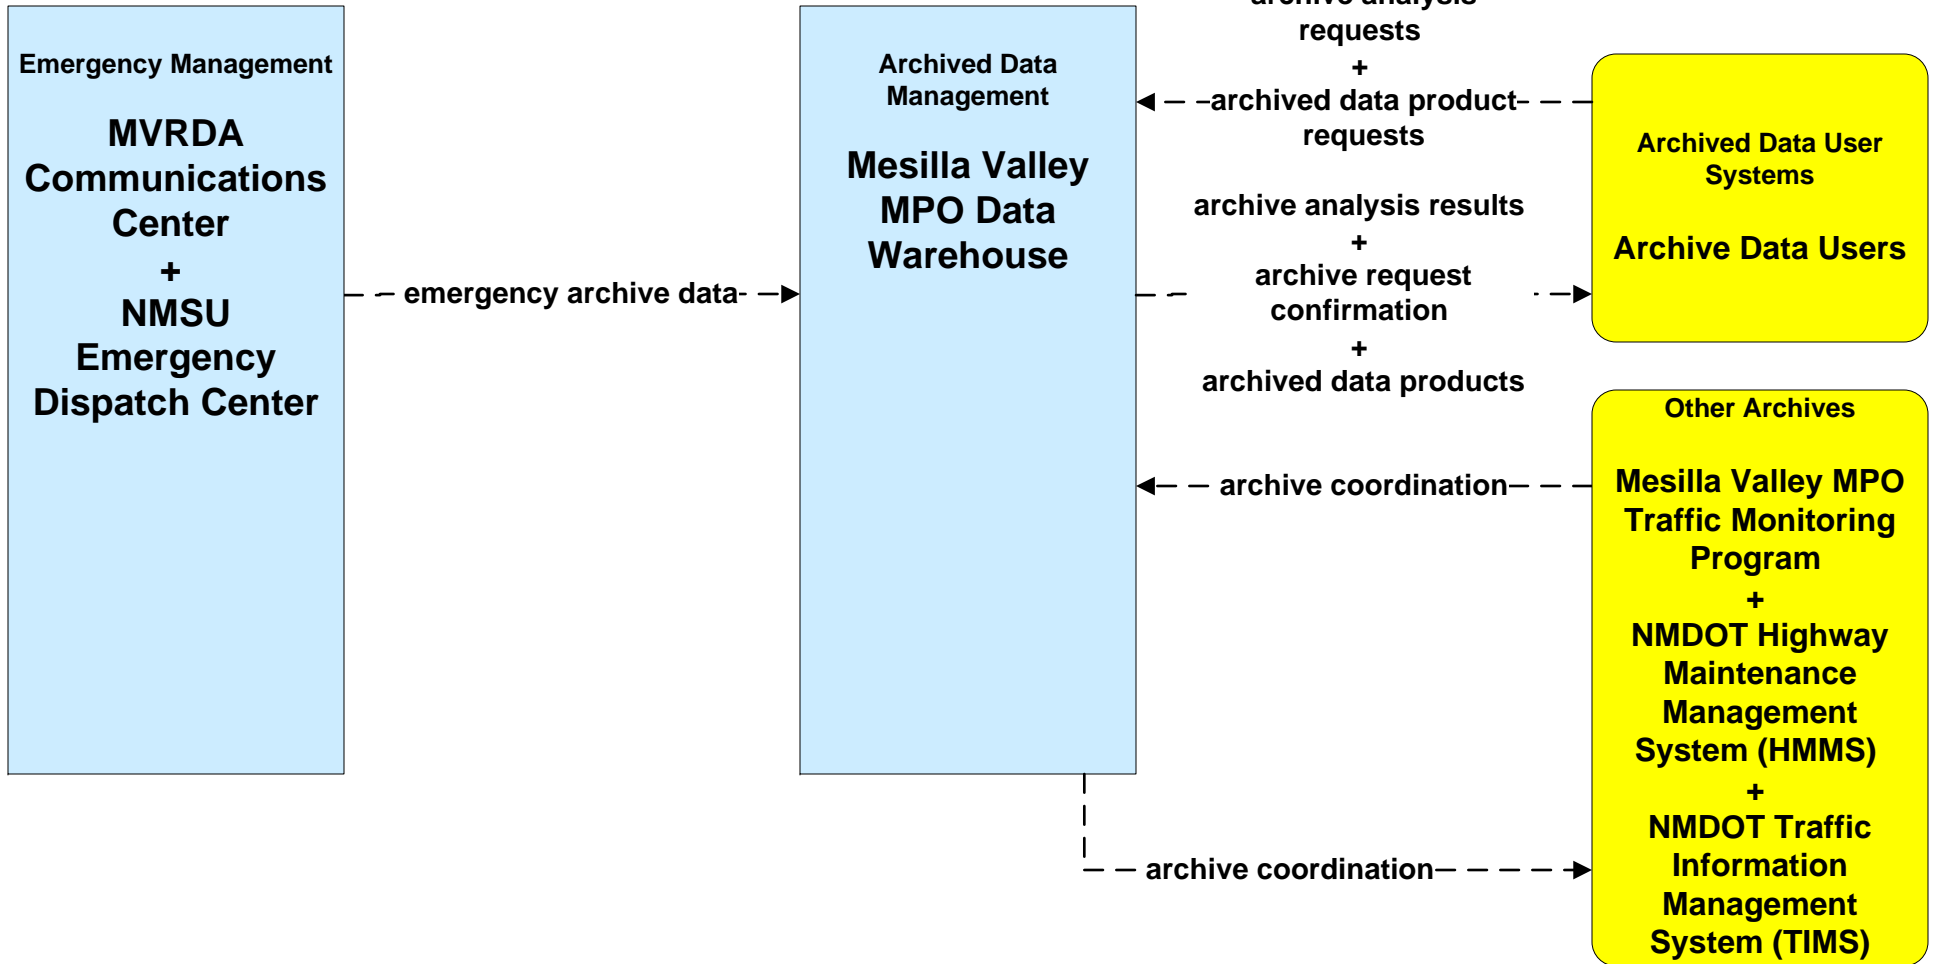 Emergency Management
MVRDA
Communications
Center
+
NMSU
Emergency
Dispatch Center
emergency archive data
Archived Data
Management
Mesilla Valley
MPO Data
Warehouse
archive analysis
requests
+
archived data product
requests
archive analysis results
+
archive request
confirmation
+
archived data products
archive coordination
archive coordination
Archived Data User
Systems
Archive Data Users
Other Archives
Mesilla Valley MPO
Traffic Monitoring
Program
+
NMDOT Highway
Maintenance
Management
System (HMMS)
+
NMDOT Traffic
Information
Management
System (TIMS)